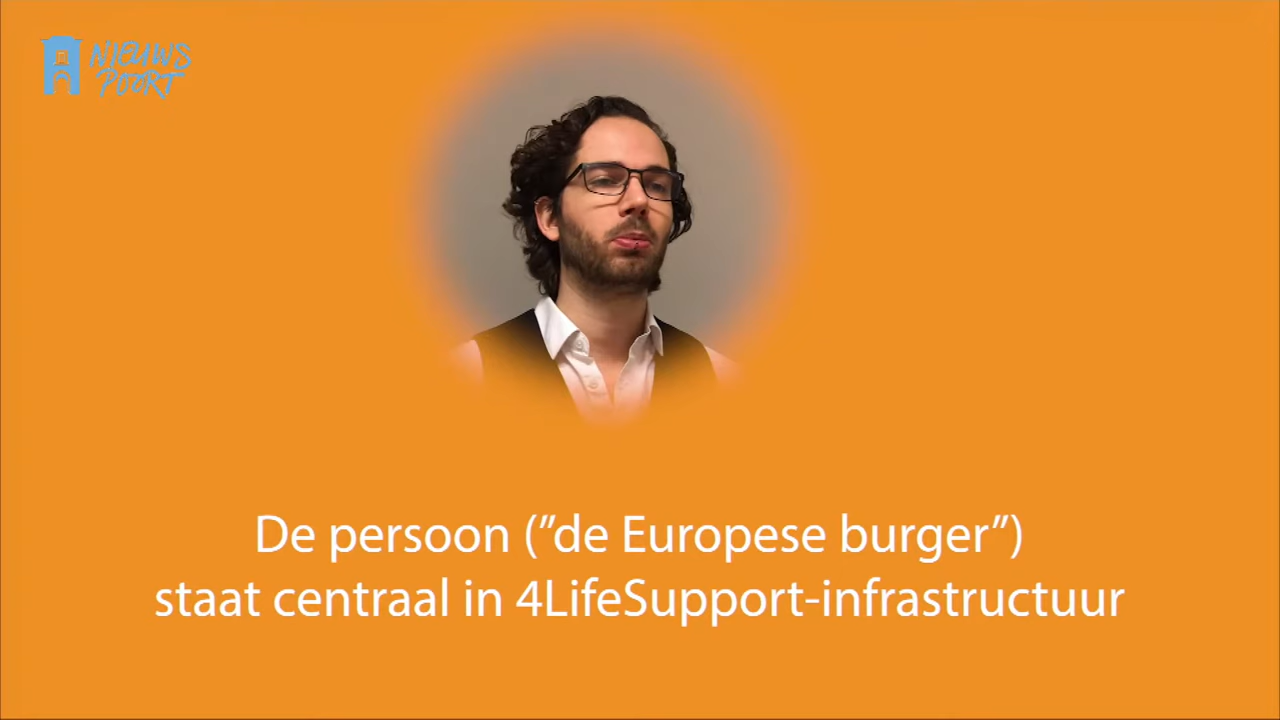 NIEUWS
POORT
De persoon (”de Europese burger”)
staat centraal in 4LifeSupport-infrastructuur